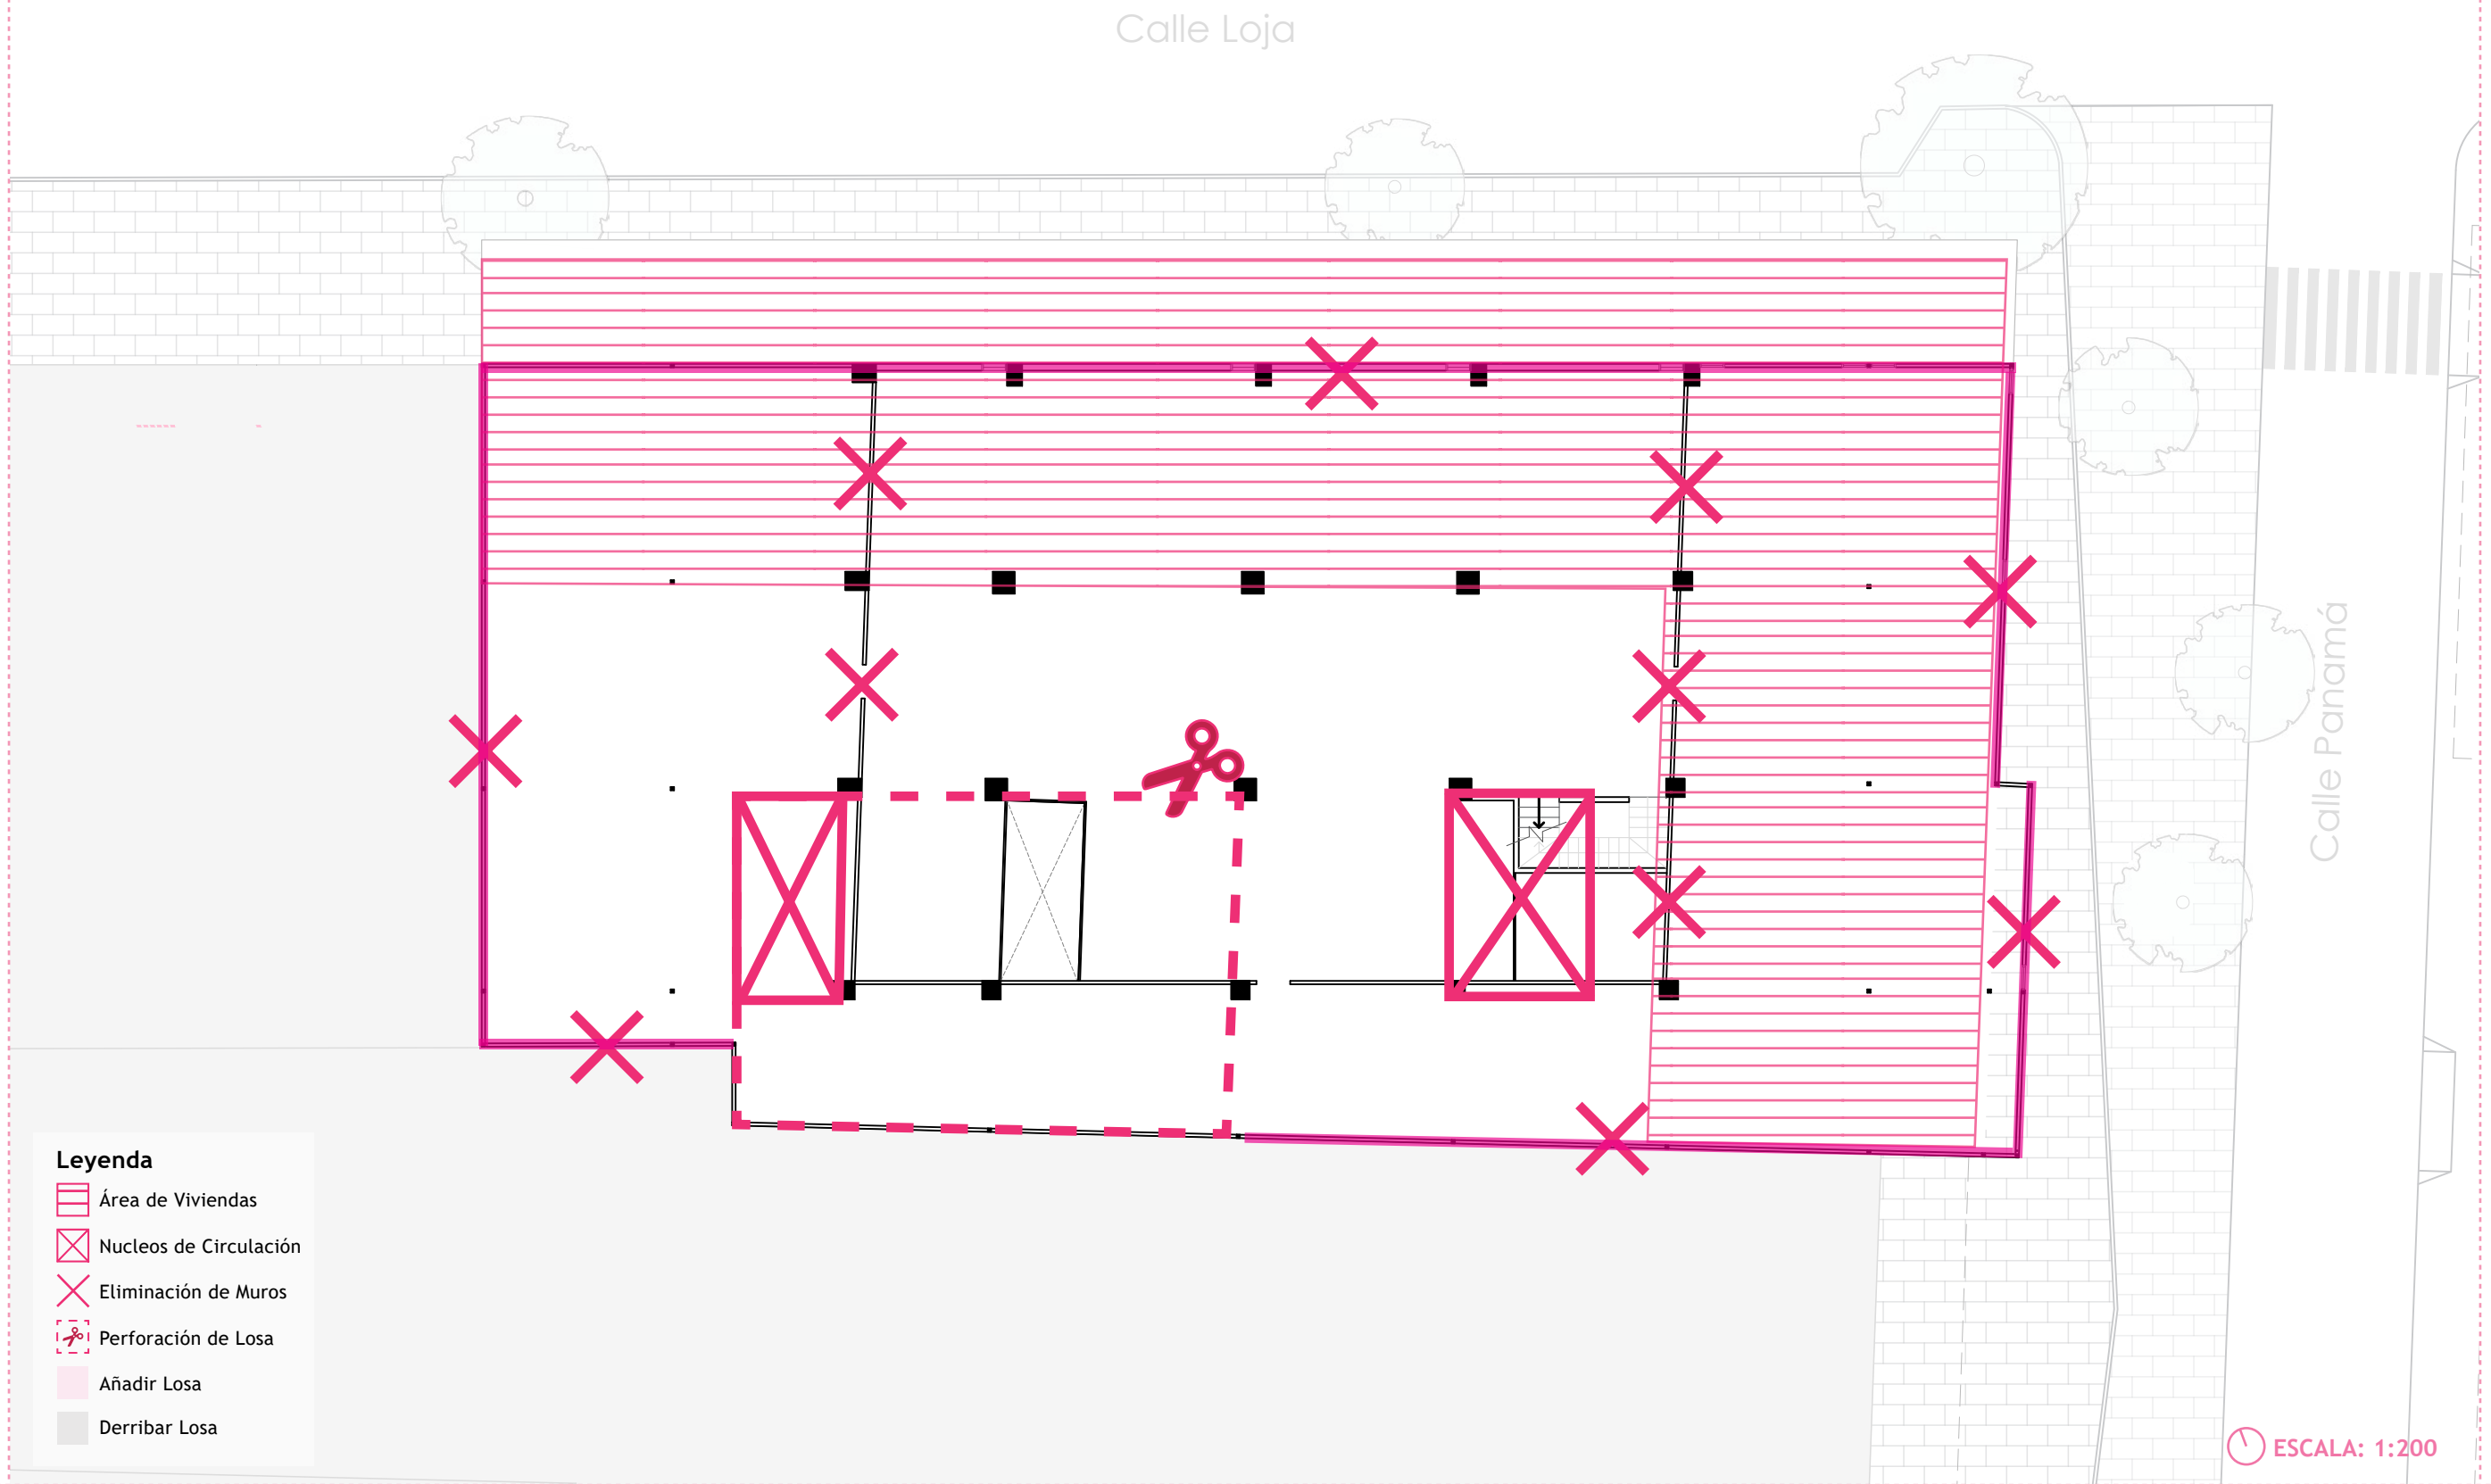 Calle Loja
Calle Panamá
Leyenda
Área de Viviendas
Nucleos de Circulación
Eliminación de Muros
Perforación de Losa
Añadir Losa
Derribar Losa
ESCALA: 1:200